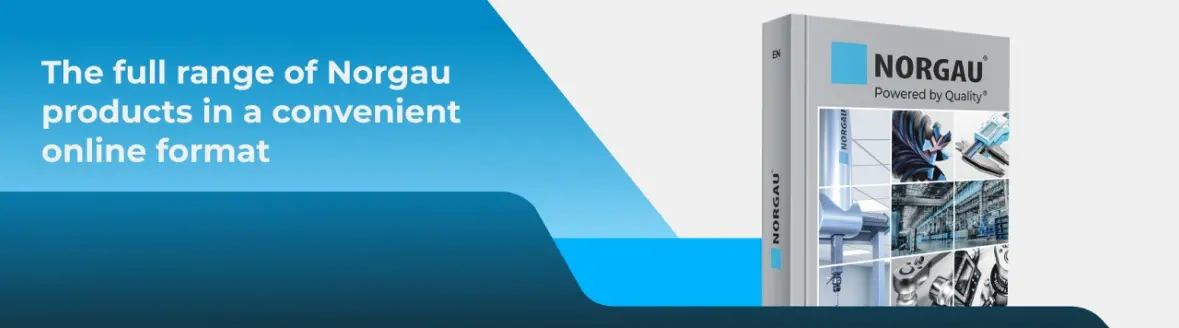 The full range of Norgau
products in a convenient
online format
EN
NORGAU®
Powered by Quality®
NORGAU
NORGAU